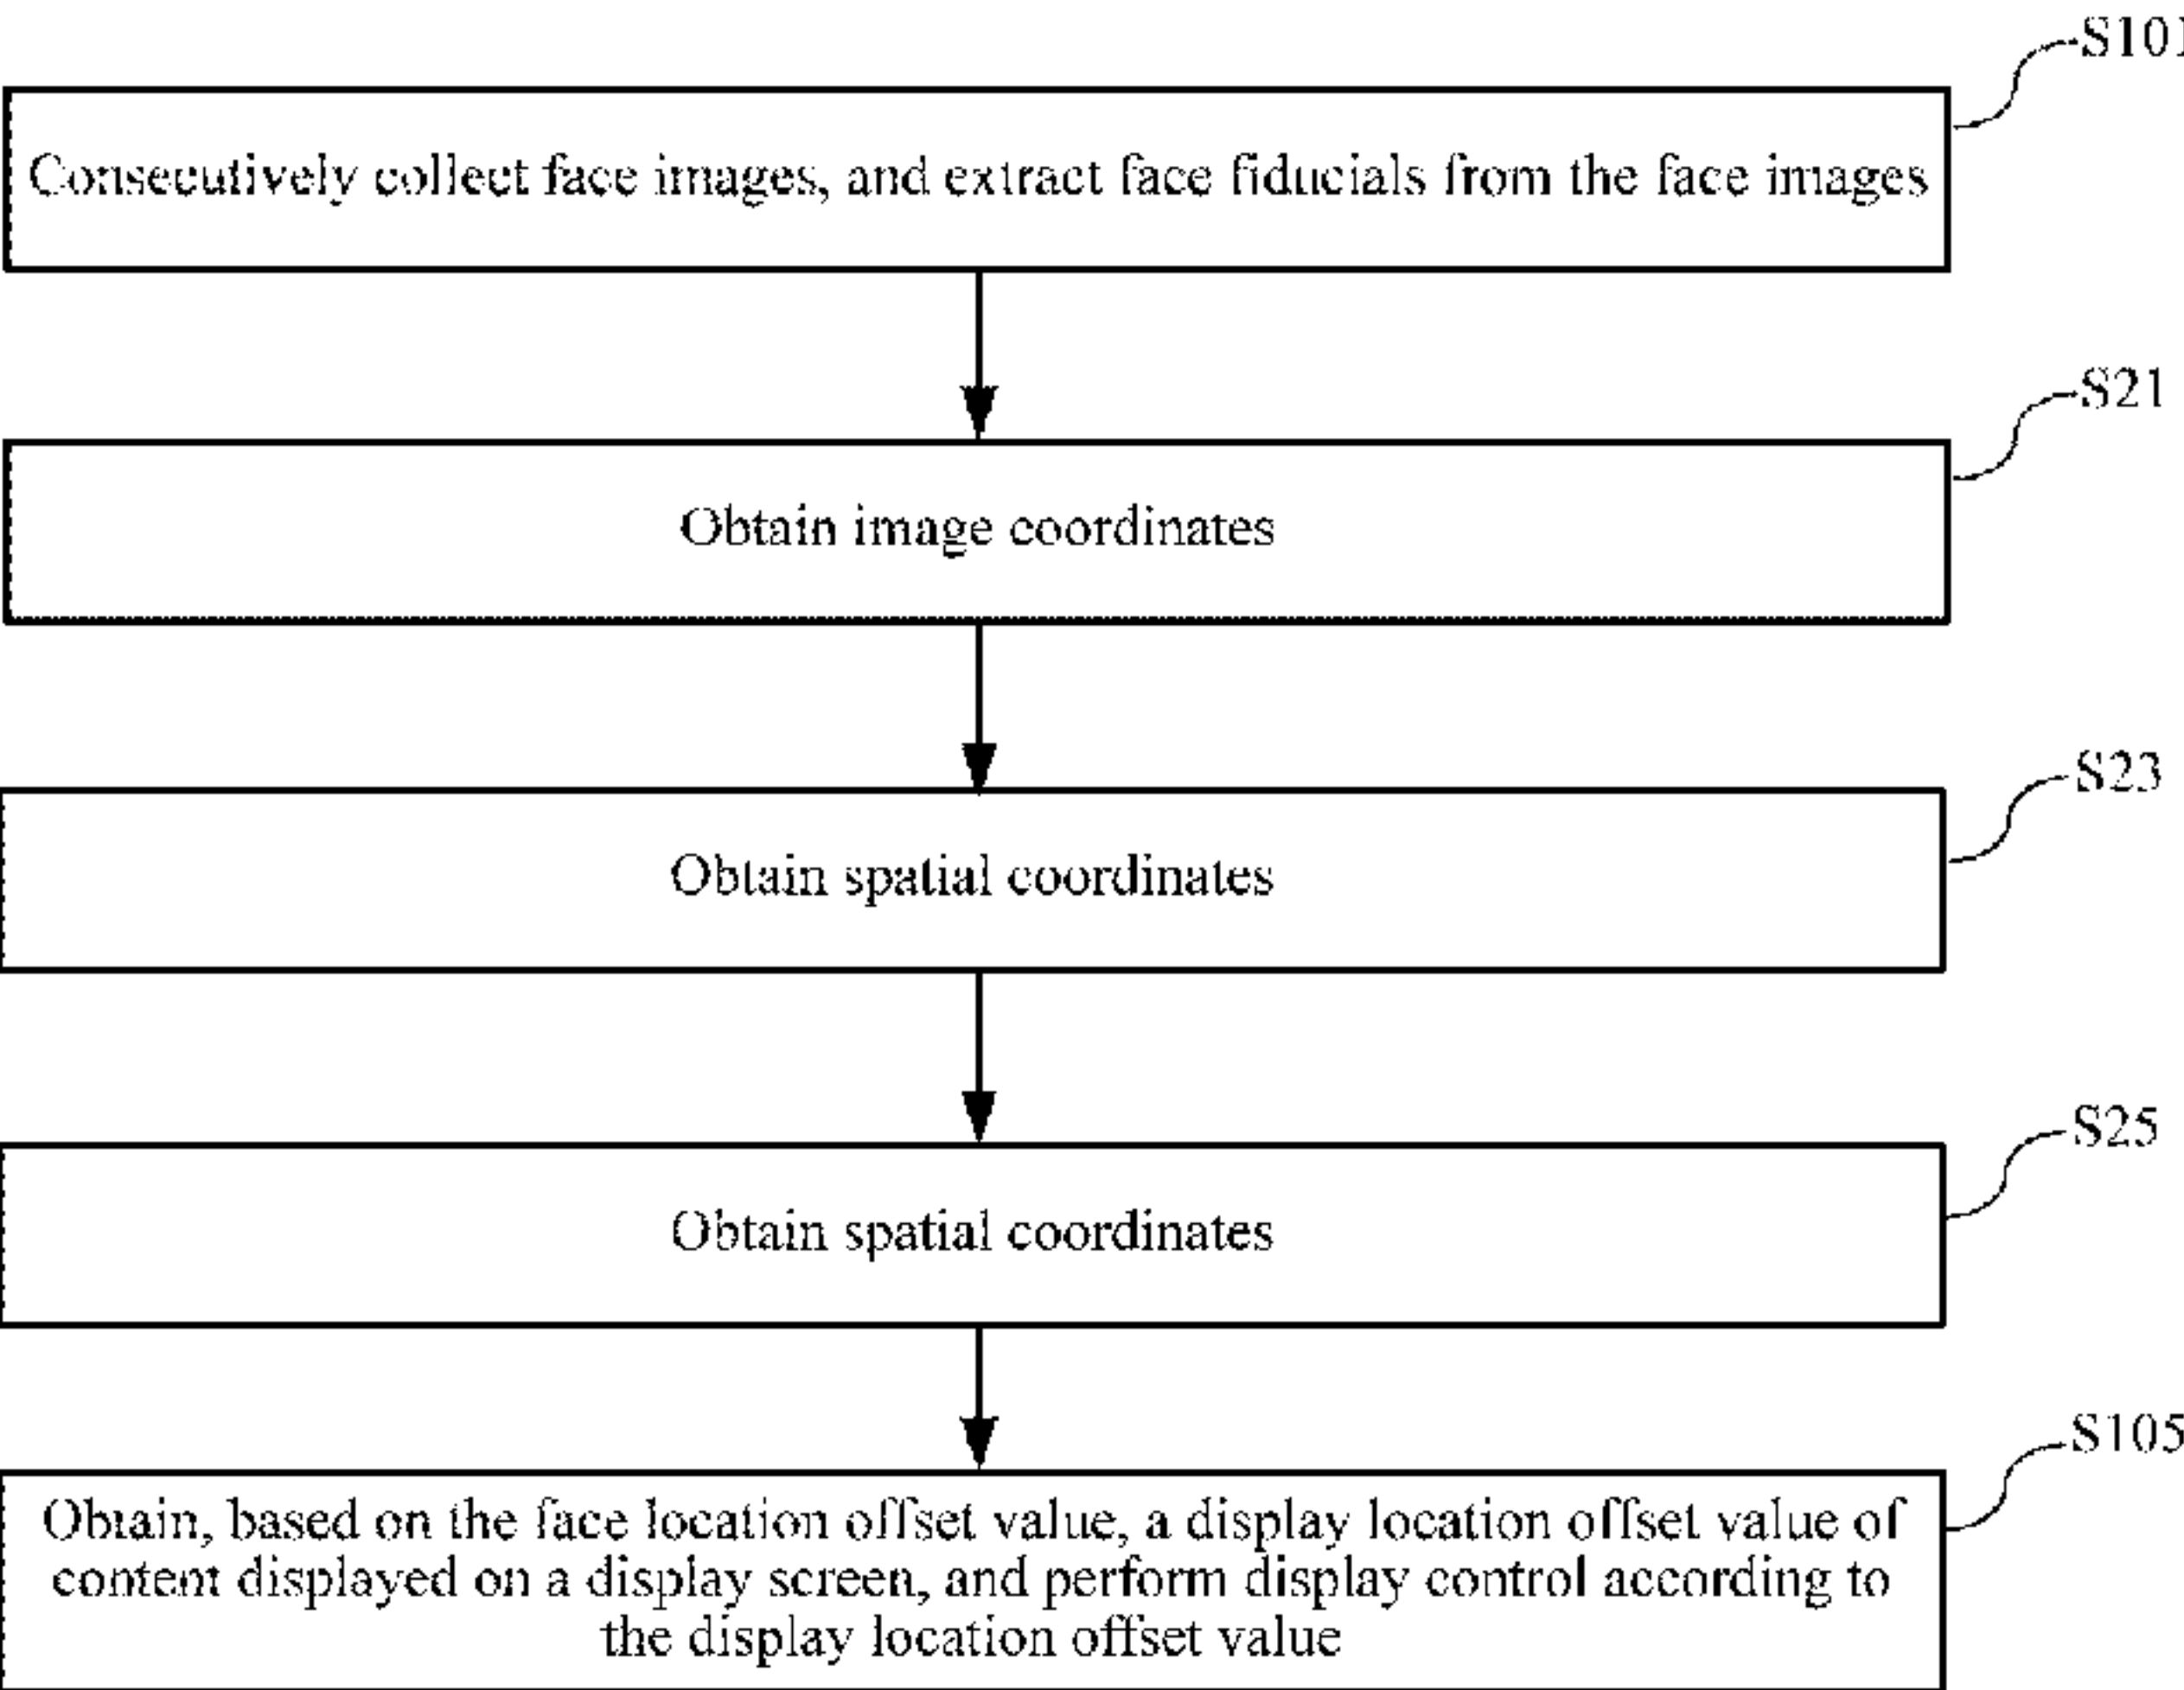 S101
Consecutively collect face images, and extract face fiducials from the face images
S21
Obtain image coordinates
S23
Obtain spatial coordinates
S25
Obtain spatial coordinates
S105
Obtain, based on the face location offset value, a display location offset value of
content displayed on a display screen, and perform display control according to
the display location offset value